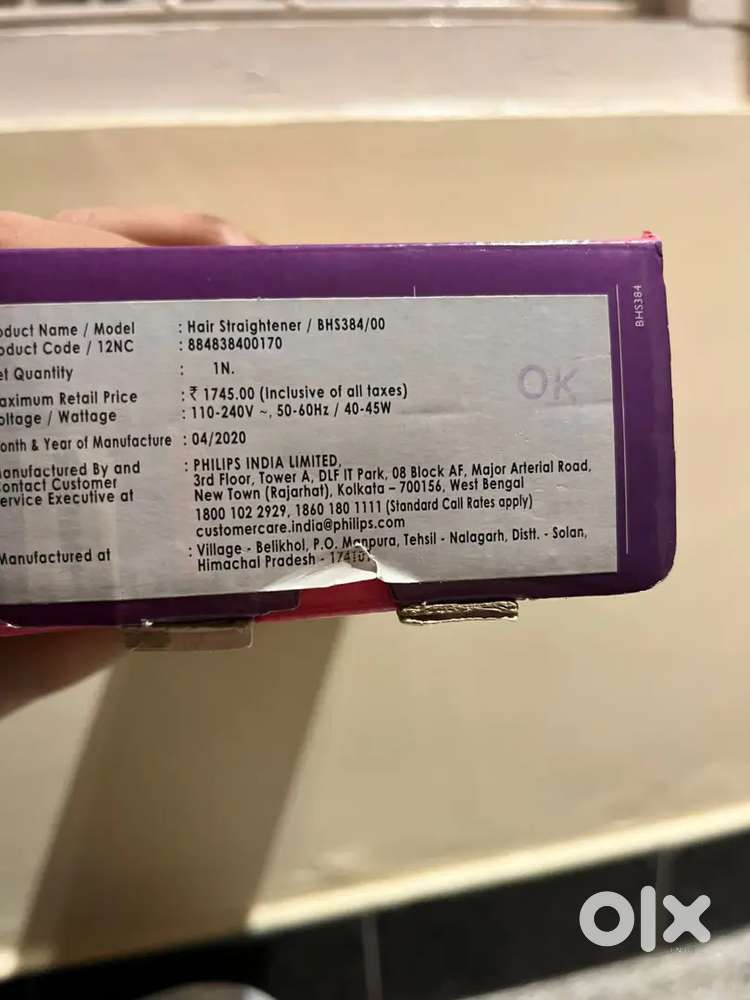 oduct Name / Model : Hair Straightener / BHS384/00
oduct Code / 12NC : 884838400170
et Quantity : 1N.
aximum Retail Price : ₹ 1745.00 (Inclusive of all taxes)
oltage / Wattage : 110-240V ~, 50-60Hz / 40-45W
onth & Year of Manufacture : 04/2020
anufactured By and : PHILIPS INDIA LIMITED,
ontact Customer 3rd Floor, Tower A, DLF IT Park, 08 Block AF, Major Arterial Road,
ervice Executive at New Town (Rajarhat), Kolkata – 700156, West Bengal
1800 102 2929, 1860 180 1111 (Standard Call Rates apply)
customercare.india@philips.com
Manufactured at : Village - Belikhol, P.O. Manpura, Tehsil - Nalagarh, Distt. - Solan,
Himachal Pradesh -
OK
BHS384
olx